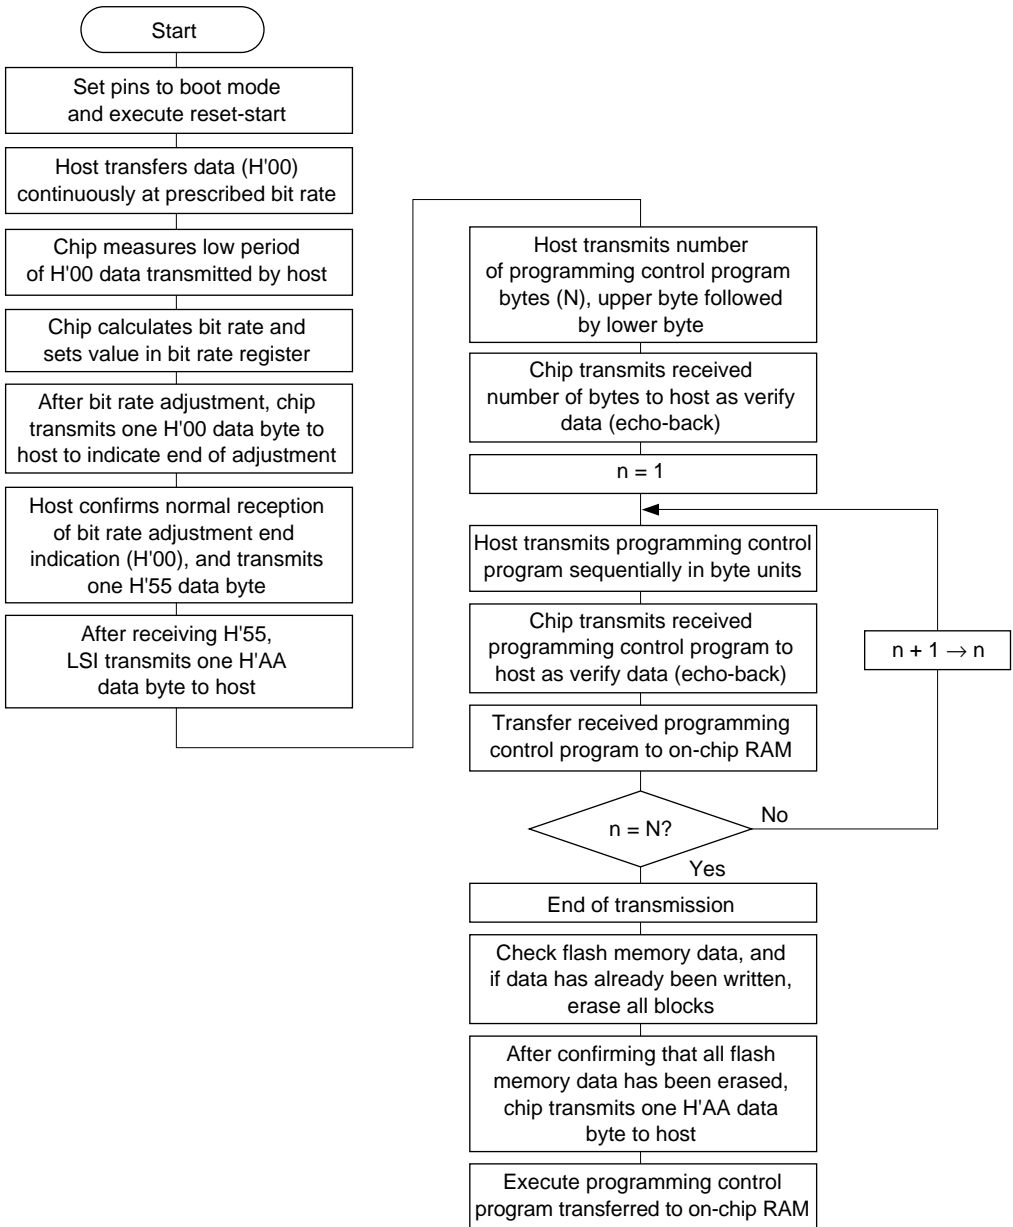 Start
Set pins to boot mode
and execute reset-start
Host transfers data (H'00)
continuously at prescribed bit rate
Chip measures low period
of H'00 data transmitted by host
Chip calculates bit rate and
sets value in bit rate register
After bit rate adjustment, chip
transmits one H'00 data byte to
host to indicate end of adjustment
Host confirms normal reception
of bit rate adjustment end
indication (H'00), and transmits
one H'55 data byte
After receiving H'55,
LSI transmits one H'AA
data byte to host
Host transmits number
of programming control program
bytes (N), upper byte followed
by lower byte
Chip transmits received
number of bytes to host as verify
data (echo-back)
n = 1
Host transmits programming control
program sequentially in byte units
Chip transmits received
programming control program to
host as verify data (echo-back)
n + 1 → n
Transfer received programming
control program to on-chip RAM
n = N?
No
Yes
End of transmission
Check flash memory data, and
if data has already been written,
erase all blocks
After confirming that all flash
memory data has been erased,
chip transmits one H'AA data
byte to host
Execute programming control
program transferred to on-chip RAM